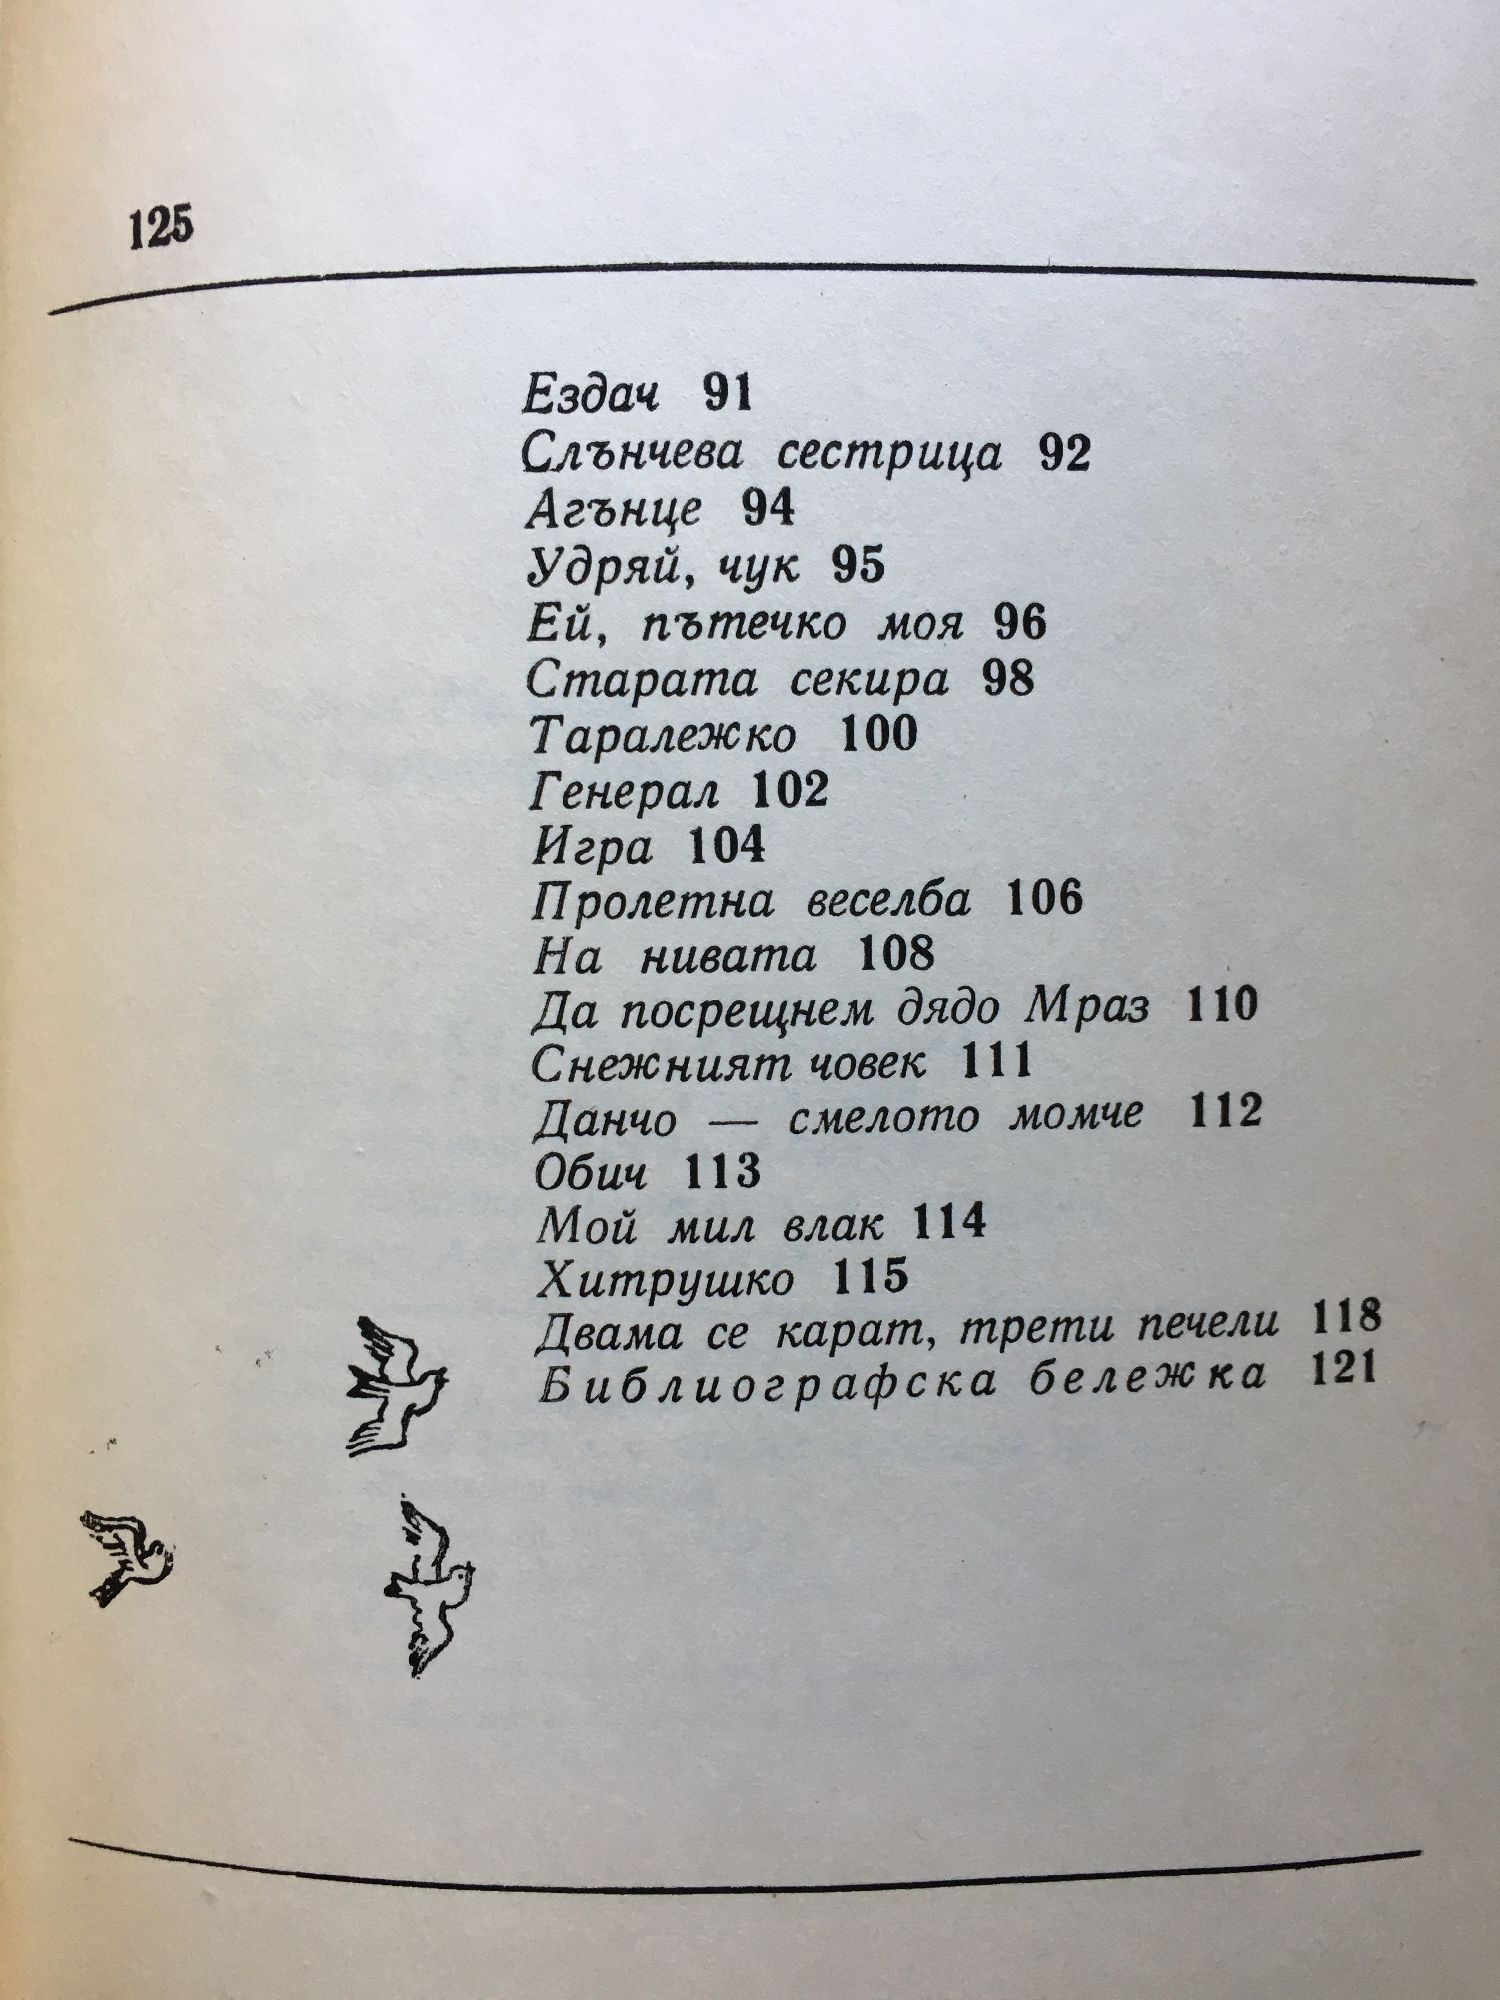 125
Ездач 91
Слънчева сестрица 92
Агънце 94
Удряй, чук 95
Ей, пътечко моя 96
Старата секира 98
Таралежко 100
Генерал 102
Игра 104
Пролетна веселба 106
На нивата 108
Да посрещнем дядо Мраз 110
Снежният човек 111
Данчо — смелото момче 112
Обич 113
Мой мил влак 114
Хитрушко 115
Двама се карат, трети печели 118
Библиографска бележка 121